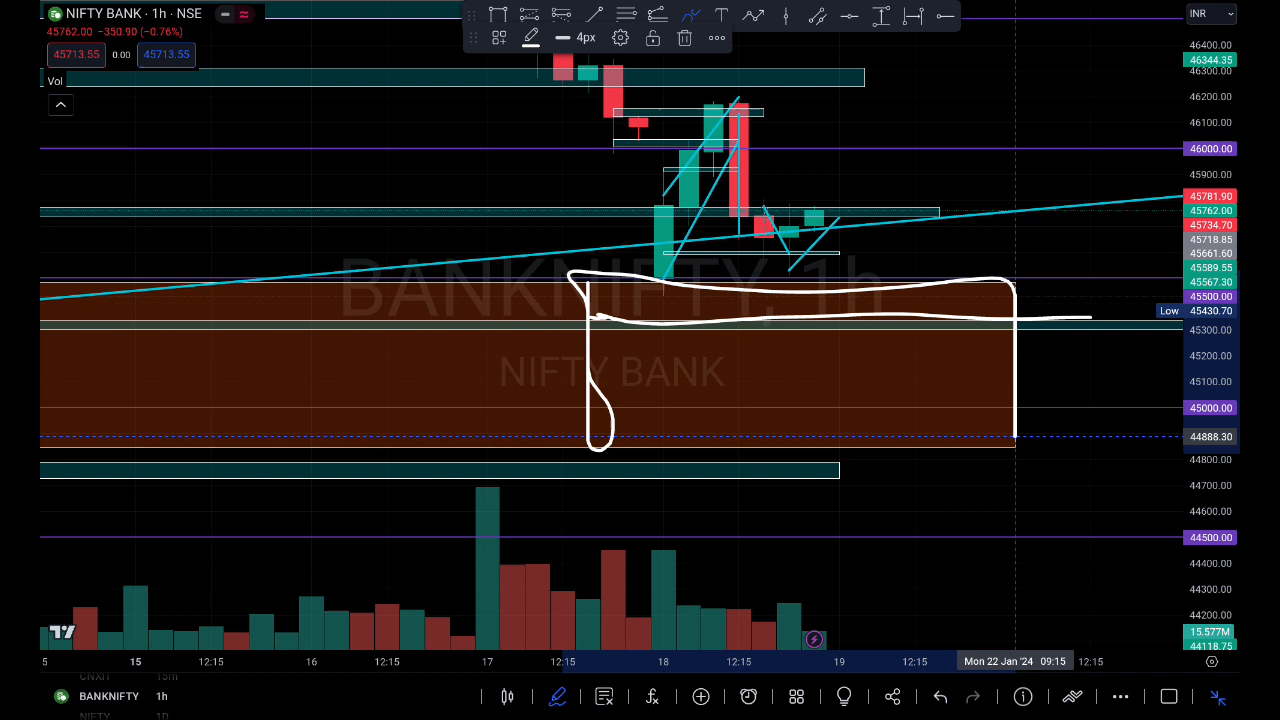 NIFTY BANK · 1h · NSE
INR
45762.00 −350.90 (−0.76%)
45713.55 0.00 45713.55
4px
Vol
46400.00
46344.35
46300.00
46200.00
46100.00
46000.00
45900.00
45781.90
45762.00
45734.70
45718.85
45661.60
45589.55
45567.30
45500.00
Low 45430.70
45300.00
45200.00
45100.00
45000.00
44888.30
44800.00
44700.00
44600.00
44500.00
44400.00
44300.00
44200.00
15.577M
44118.75
BANKNIFTY, 1h
NIFTY BANK
5 15 12:15 16 12:15 17 12:15 18 12:15 19 12:15 Mon 22 Jan '24 09:15 12:15
CNXIT 15m
BANKNIFTY 1h
NIFTY 1D